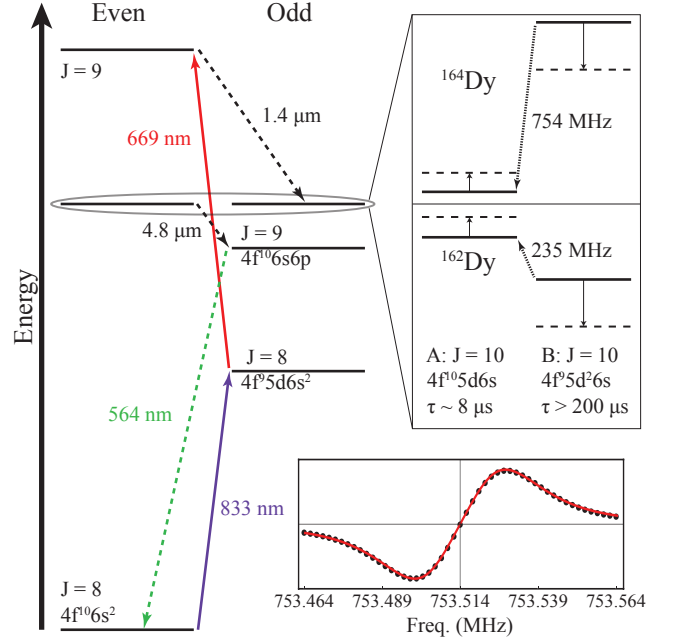 Even
Odd
Energy
J = 9
1.4 μm
669 nm
4.8 μm
J = 9
4f¹⁰6s6p
J = 8
4f⁹5d6s²
564 nm
833 nm
J = 8
4f¹⁰6s²
¹⁶⁴Dy
754 MHz
¹⁶²Dy
235 MHz
A: J = 10
4f¹⁰5d6s
τ ~ 8 μs
B: J = 10
4f⁹5d²6s
τ > 200 μs
753.464 753.489 753.514 753.539 753.564
Freq. (MHz)